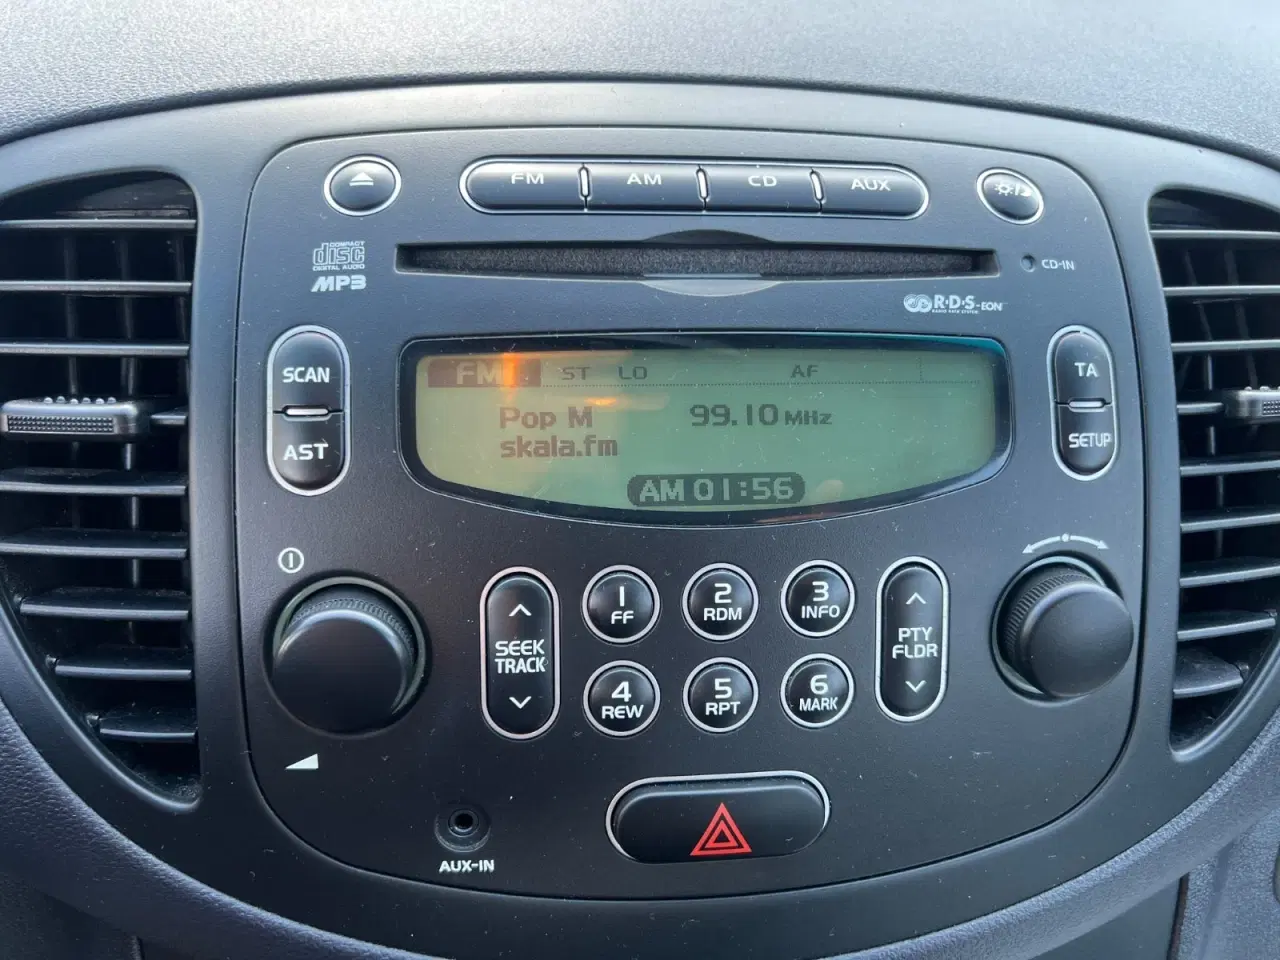 FM
AM
CD
AUX
COMPACT
disc
DIGITAL AUDIO
MP3
CD-IN
R·D·S-EON
RADIO DATA SYSTEM
SCAN
AST
FM
ST LO AF
Pop M 99.10 MHz
skala.fm
AM 01:56
TA
SETUP
SEEK
TRACK
1
FF
2
RDM
3
INFO
PTY
FLDR
4
REW
5
RPT
6
MARK
AUX-IN